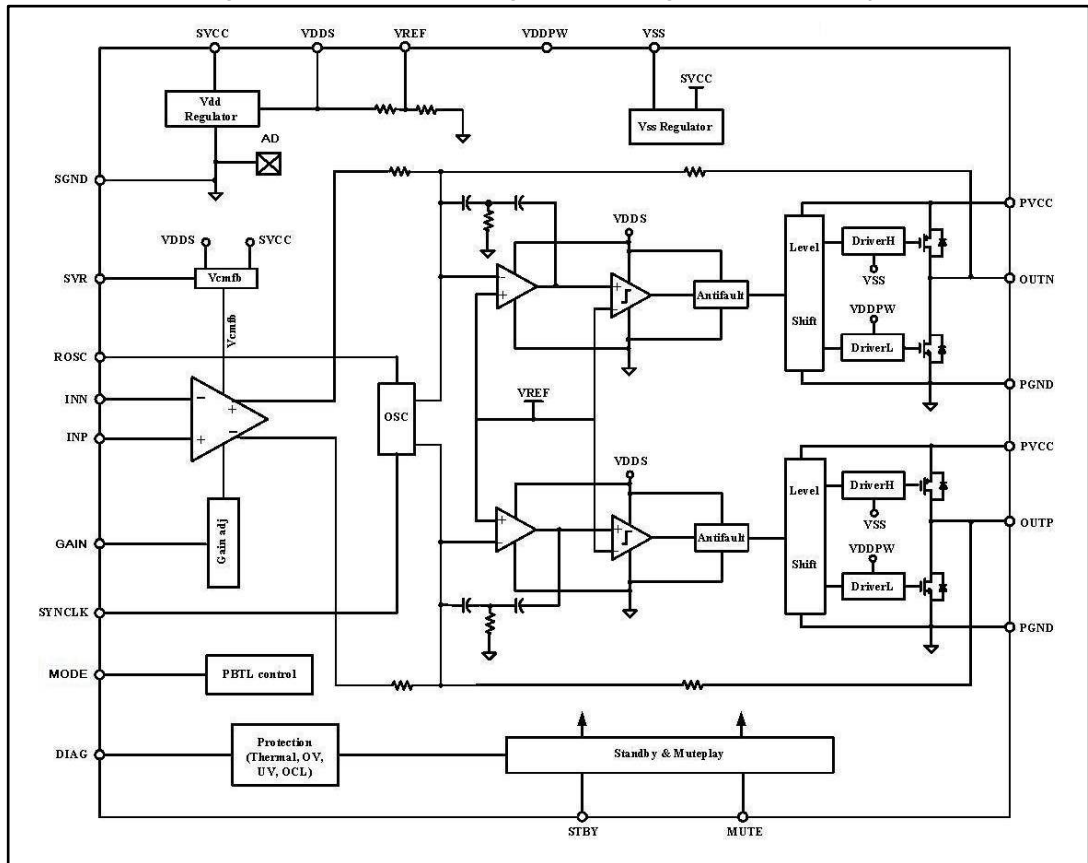 SVCC VDDS VREF VDDPW VSS
SVCC
Vdd
Regulator
Vss Regulator
AD
SGND
PVCC
VDDS SVCC
VDDS
Level
Shift
DriverH
VSS
SVR
Vcmfb
-
+
+
-
Antifault
OUTN
VDDPW
DriverL
Vcmfb
ROSC
PGND
INN
-
+
OSC
VREF
INP
+
-
PVCC
VDDS
Level
Shift
DriverH
VSS
GAIN
Gain adj
+
-
+
-
Antifault
OUTP
VDDPW
DriverL
SYNCLK
PGND
MODE
PBTL control
DIAG
Protection
(Thermal, OV,
UV, OCL)
Standby & Muteplay
STBY MUTE